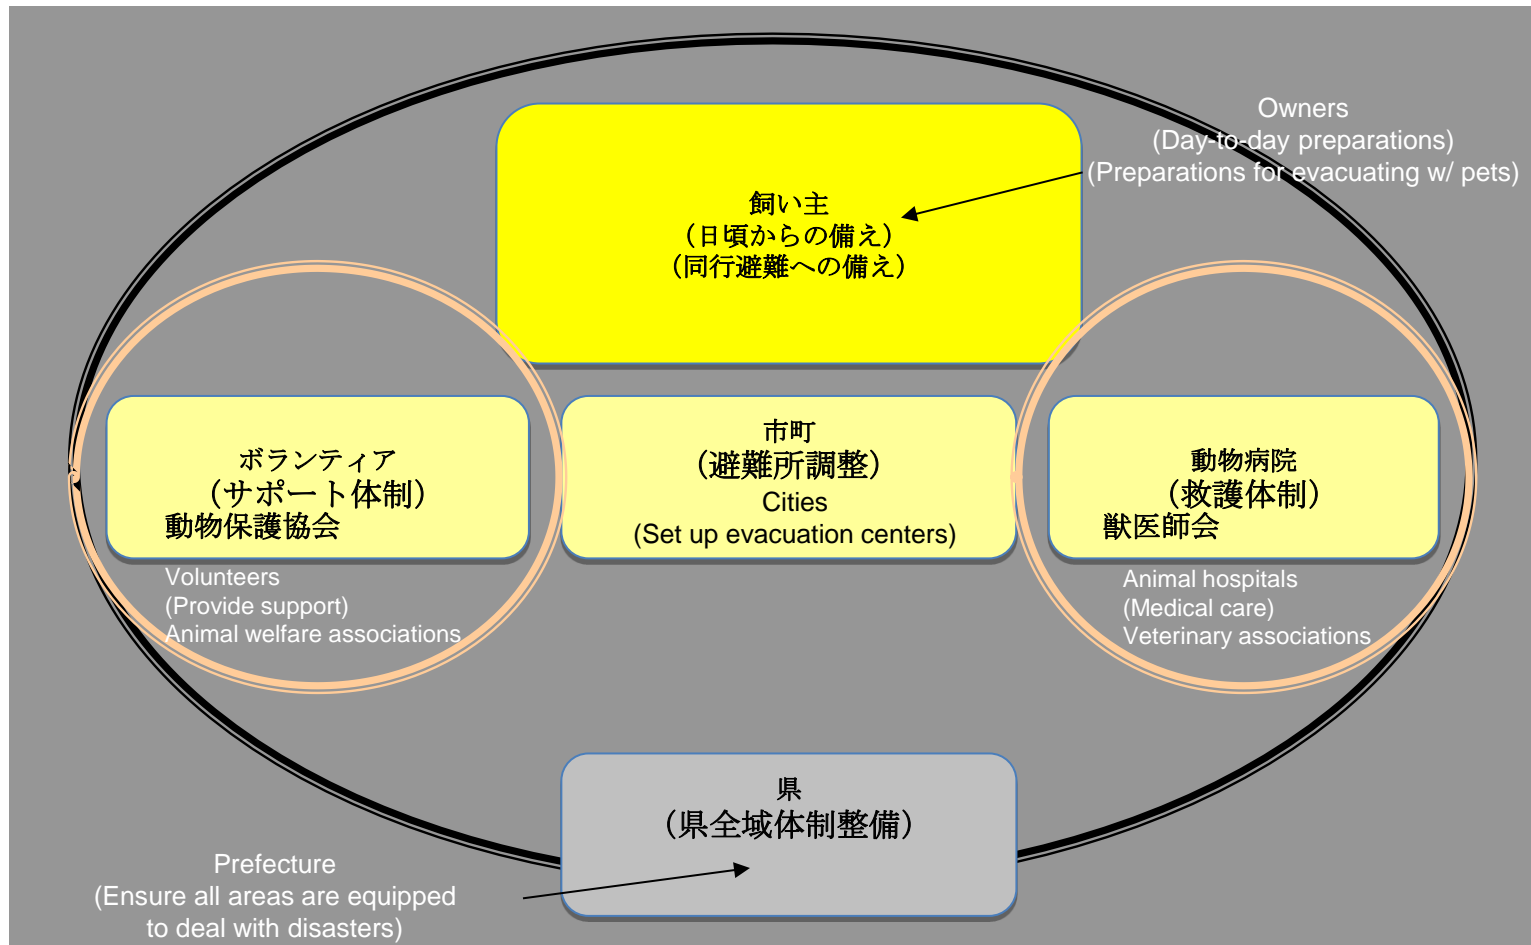 Owners
(Day-to-day preparations)
(Preparations for evacuating w/ pets)
飼い主
（日頃からの備え）
（同行避難への備え）
ボランティア
（サポート体制）
動物保護協会
Volunteers
(Provide support)
Animal welfare associations
市町
（避難所調整）
Cities
(Set up evacuation centers)
動物病院
（救護体制）
獣医師会
Animal hospitals
(Medical care)
Veterinary associations
県
（県全域体制整備）
Prefecture
(Ensure all areas are equipped
to deal with disasters)